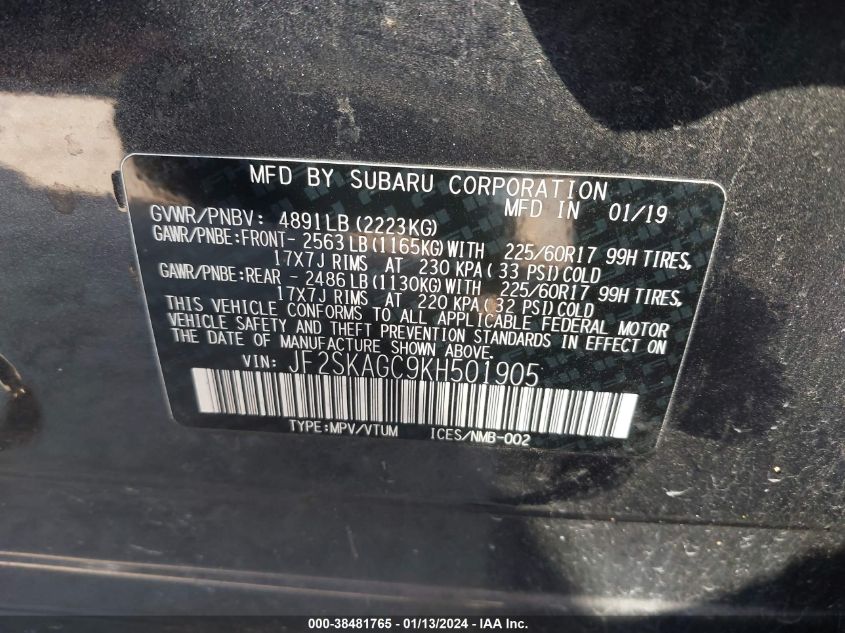 MFD BY SUBARU CORPORATION
GVWR/PNBV: 4891LB (2223KG) MFD IN 01/19
GAWR/PNBE:FRONT- 2563 LB (1165KG) WITH 225/60R17 99H TIRES,
17X7J RIMS AT 230 KPA ( 33 PSI) COLD
GAWR/PNBE:REAR - 2486 LB (1130KG) WITH 225/60R17 99H TIRES,
17X7J RIMS AT 220 KPA ( 32 PSI) COLD
THIS VEHICLE CONFORMS TO ALL APPLICABLE FEDERAL MOTOR
VEHICLE SAFETY AND THEFT PREVENTION STANDARDS IN EFFECT ON
THE DATE OF MANUFACTURE SHOWN ABOVE.
VIN: JF2SKAGC9KH501905
TYPE:MPV/VTUM ICES/NMB-002
000-38481765 - 01/13/2024 - IAA Inc.